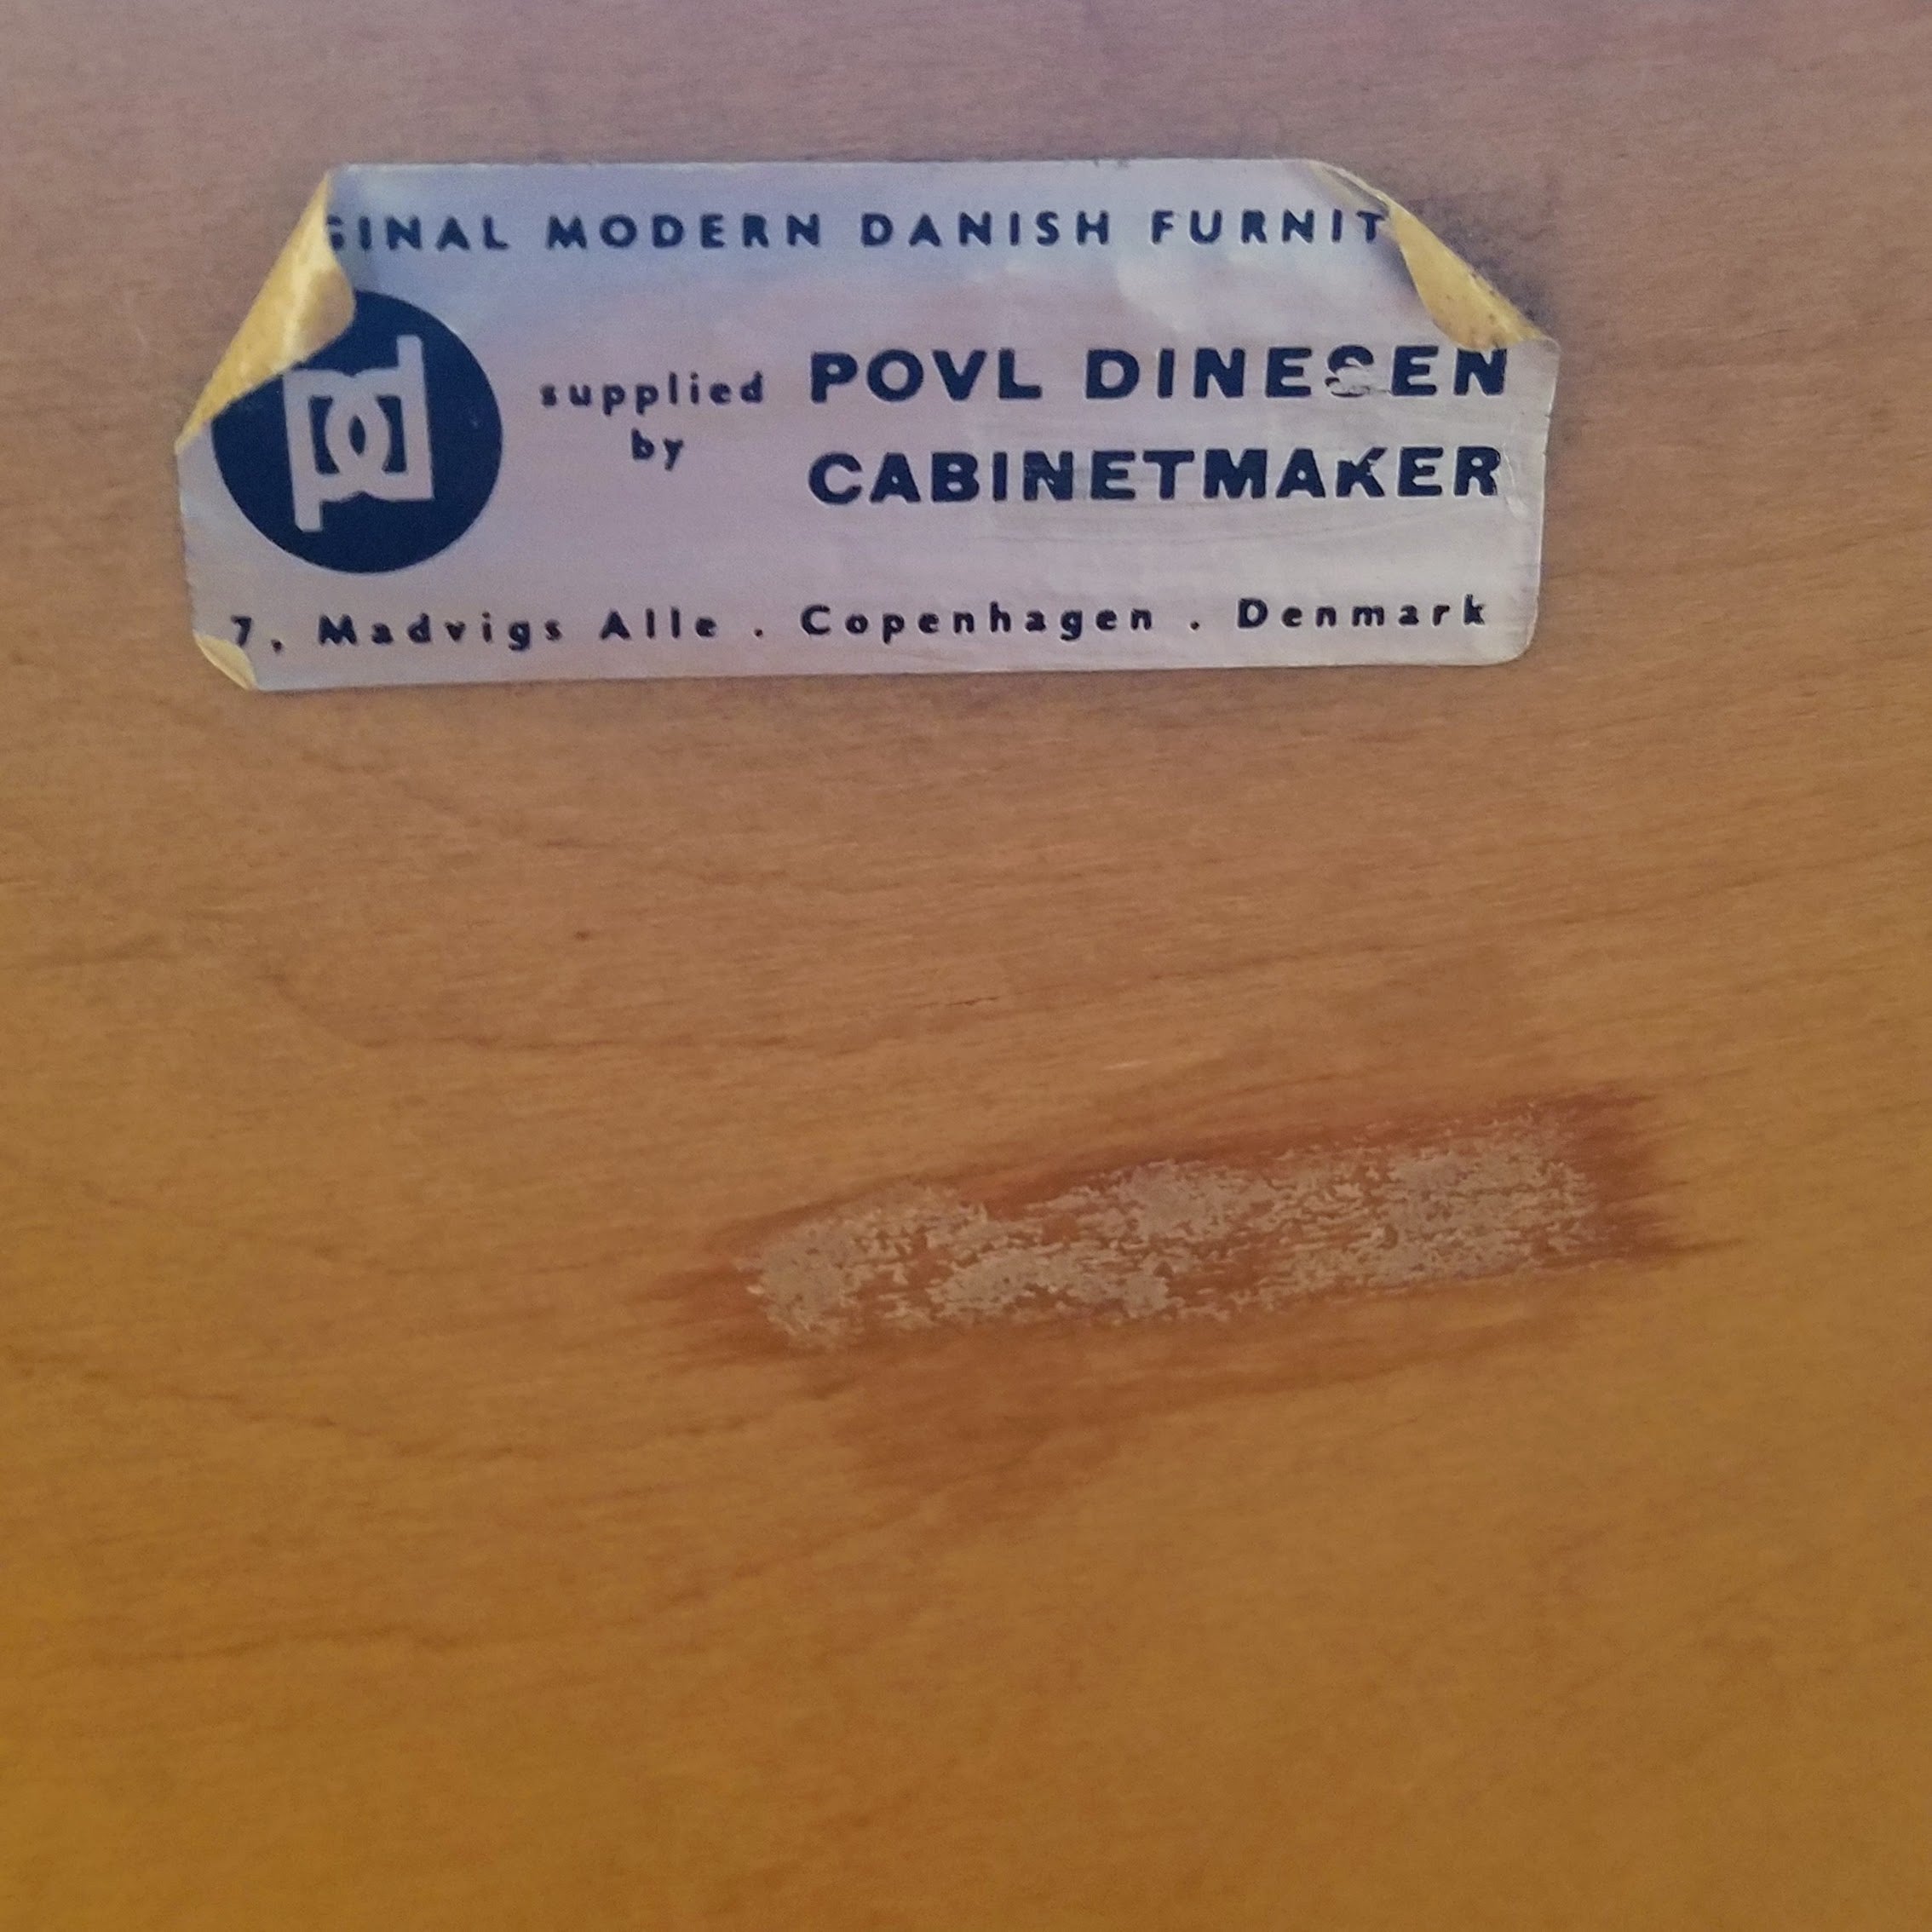 GINAL MODERN DANISH FURNIT
pd
supplied by
POVL DINESEN
CABINETMAKER
7, Madvigs Alle . Copenhagen . Denmark